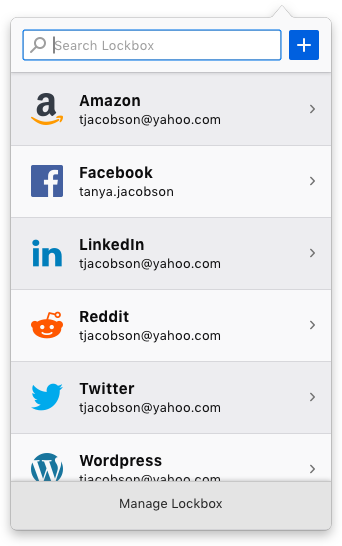 Search Lockbox
Amazon
tjacobson@yahoo.com
Facebook
tanya.jacobson
LinkedIn
tjacobson@yahoo.com
Reddit
tjacobson@yahoo.com
Twitter
tjacobson@yahoo.com
Wordpress
tjacobson@yahoo.com
Manage Lockbox